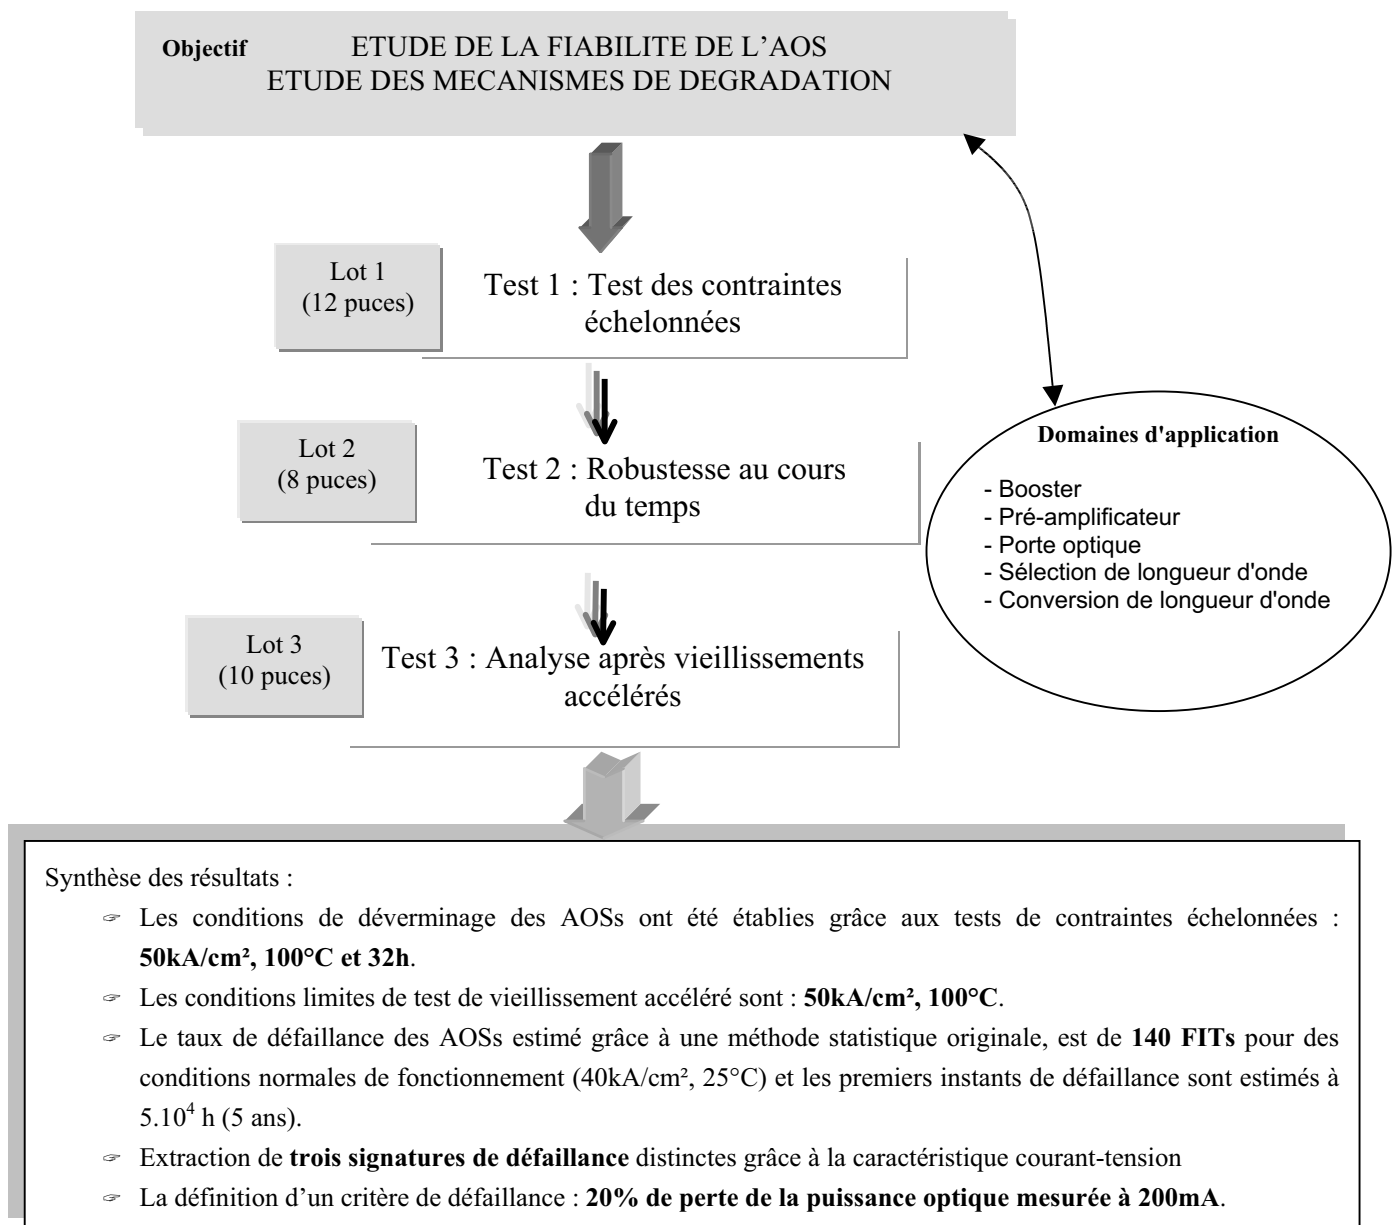 Objectif ETUDE DE LA FIABILITE DE L’AOS
ETUDE DES MECANISMES DE DEGRADATION
Lot 1
(12 puces)
Test 1 : Test des contraintes
échelonnées
Lot 2
(8 puces)
Test 2 : Robustesse au cours
du temps
Lot 3
(10 puces)
Test 3 : Analyse après vieillissements
accélérés
Domaines d'application
- Booster
- Pré-amplificateur
- Porte optique
- Sélection de longueur d'onde
- Conversion de longueur d'onde
Synthèse des résultats :
☞ Les conditions de déverminage des AOSs ont été établies grâce aux tests de contraintes échelonnées :
50kA/cm², 100°C et 32h.
☞ Les conditions limites de test de vieillissement accéléré sont : 50kA/cm², 100°C.
☞ Le taux de défaillance des AOSs estimé grâce à une méthode statistique originale, est de 140 FITs pour des
conditions normales de fonctionnement (40kA/cm², 25°C) et les premiers instants de défaillance sont estimés à
5.10⁴ h (5 ans).
☞ Extraction de trois signatures de défaillance distinctes grâce à la caractéristique courant-tension
☞ La définition d’un critère de défaillance : 20% de perte de la puissance optique mesurée à 200mA.